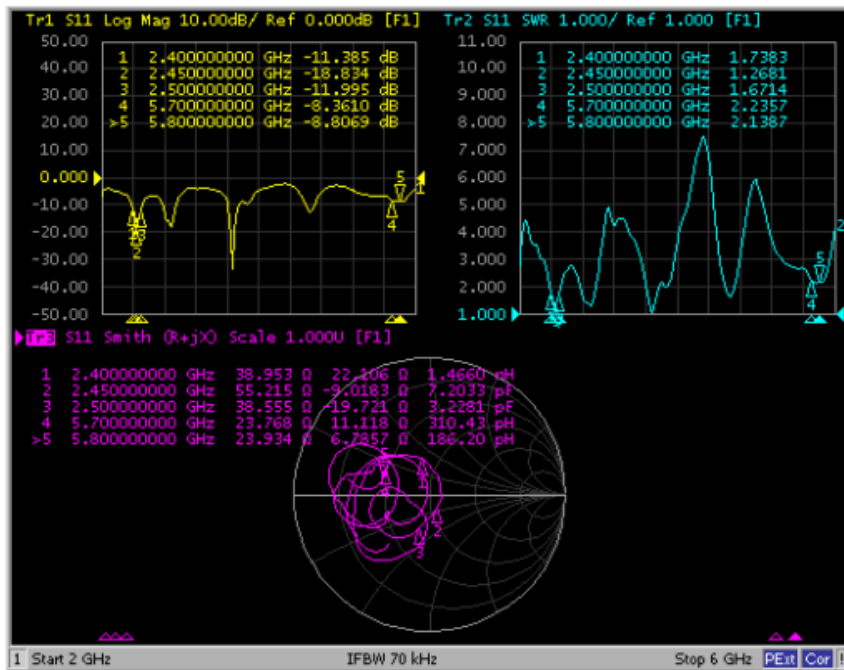 Tr1 S11 Log Mag 10.00dB/ Ref 0.000dB [F1]
50.00
40.00
30.00
20.00
10.00
0.000
-10.00
-20.00
-30.00
-40.00
-50.00
1 2.400000000 GHz -11.385 dB
2 2.450000000 GHz -18.834 dB
3 2.500000000 GHz -11.995 dB
4 5.700000000 GHz -8.3610 dB
>5 5.800000000 GHz -8.8069 dB
2
3
4
5
1
Tr2 S11 SWR 1.000/ Ref 1.000 [F1]
11.00
10.00
9.000
8.000
7.000
6.000
5.000
4.000
3.000
2.000
1.000
1 2.400000000 GHz 1.7383
2 2.450000000 GHz 1.2681
3 2.500000000 GHz 1.6714
4 5.700000000 GHz 2.2357
>5 5.800000000 GHz 2.1387
4
5
2
Tr3 S11 Smith (R+jX) Scale 1.000U [F1]
1 2.400000000 GHz 38.953 Ω 22.106 Ω 1.4660 nH
2 2.450000000 GHz 55.215 Ω -9.0183 Ω 7.2033 pF
3 2.500000000 GHz 38.555 Ω -19.721 Ω 3.2281 pF
4 5.700000000 GHz 23.768 Ω 11.118 Ω 310.43 pH
>5 5.800000000 GHz 23.934 Ω 6.7857 Ω 186.20 pH
2
3
1 Start 2 GHz IFBW 70 kHz Stop 6 GHz PExt Cor !